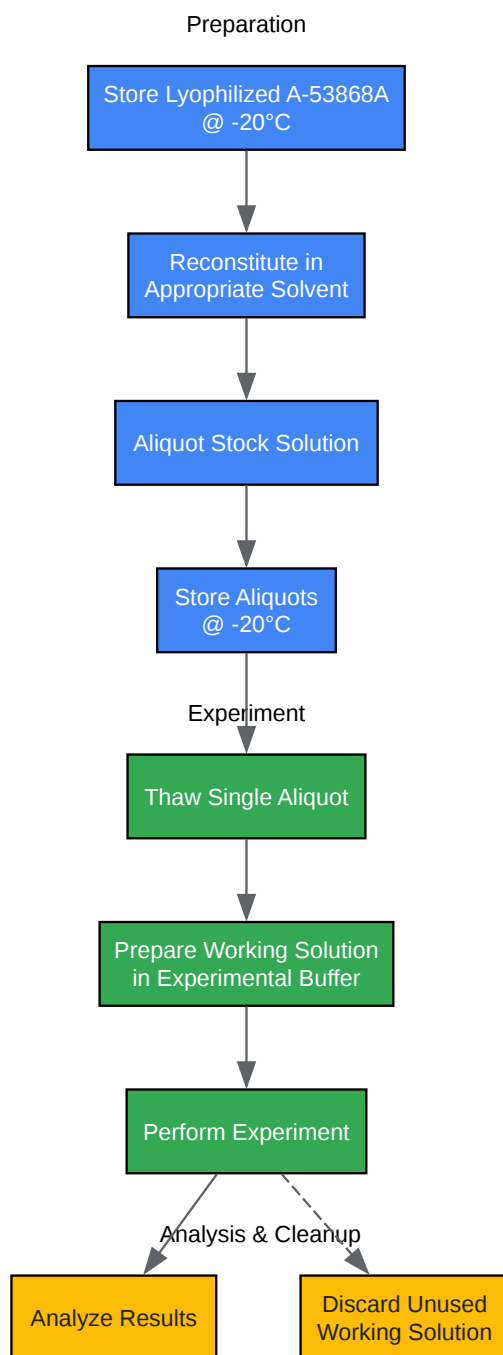 Preparation
Store Lyophilized A-53868A
@ -20°C
Reconstitute in
Appropriate Solvent
Aliquot Stock Solution
Store Aliquots
@ -20°C
Experiment
Thaw Single Aliquot
Prepare Working Solution
in Experimental Buffer
Perform Experiment
Analysis & Cleanup
Analyze Results
Discard Unused
Working Solution